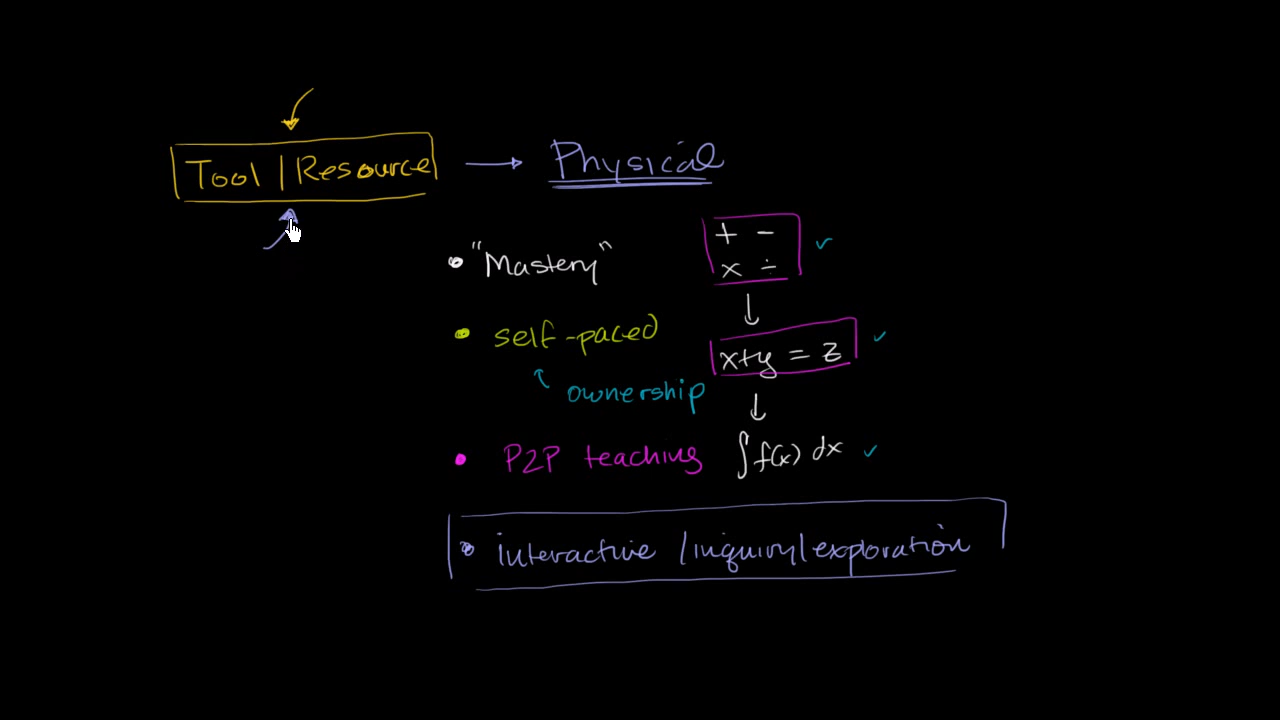 Tool | Resource → Physical
• "Mastery"
+ −
x ÷ ✓
↓
• self-paced
x+y = z ✓
↑ ownership
↓
• P2P teaching
∫f(x) dx ✓
• interactive /inquiry/exploration